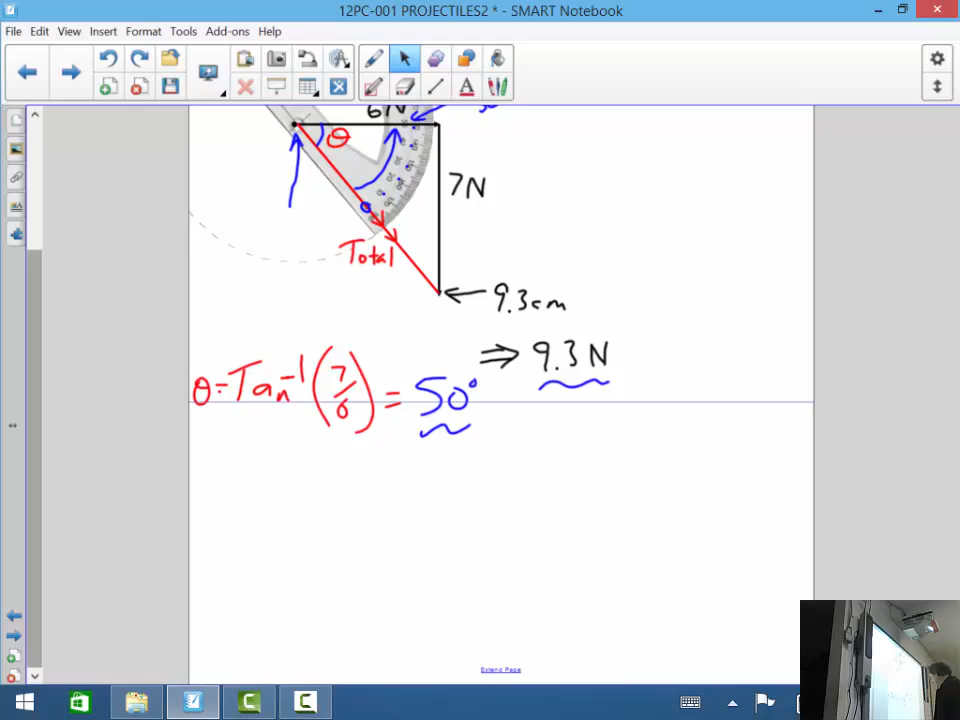 12PC-001 PROJECTILES2 * - SMART Notebook
File Edit View Insert Format Tools Add-ons Help
6N
θ
7N
Total
9.3cm
⇒ 9.3 N
θ = Tan⁻¹(7/6) = 50°
Extend Page